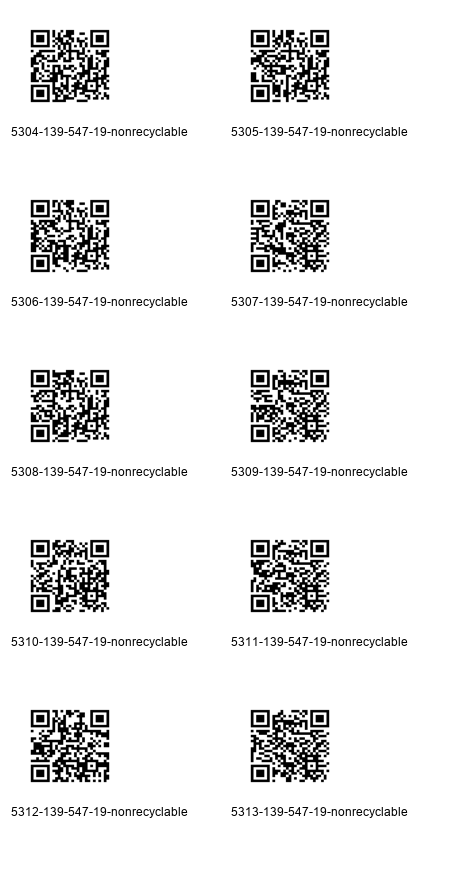 5304-139-547-19-nonrecyclable
5305-139-547-19-nonrecyclable
5306-139-547-19-nonrecyclable
5307-139-547-19-nonrecyclable
5308-139-547-19-nonrecyclable
5309-139-547-19-nonrecyclable
5310-139-547-19-nonrecyclable
5311-139-547-19-nonrecyclable
5312-139-547-19-nonrecyclable
5313-139-547-19-nonrecyclable